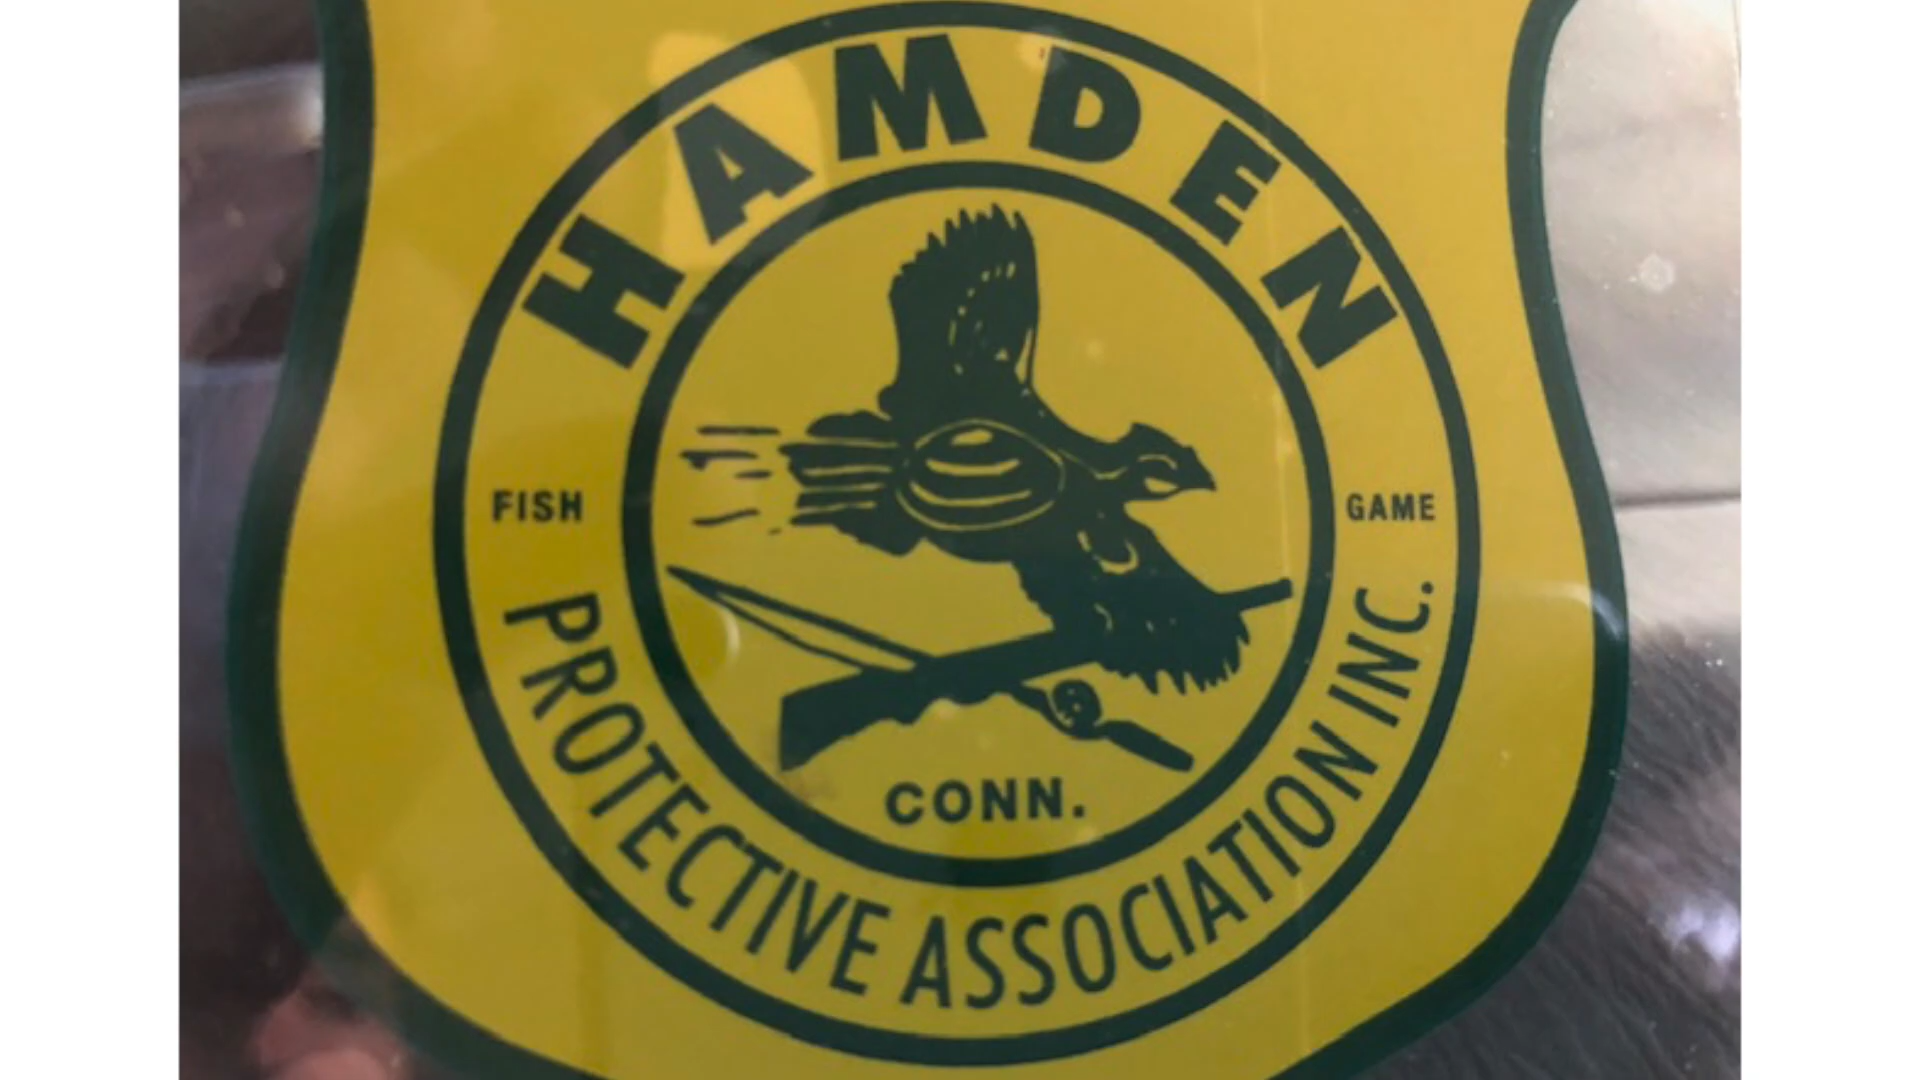 HAMDEN
FISH
GAME
PROTECTIVE ASSOCIATION INC.
CONN.